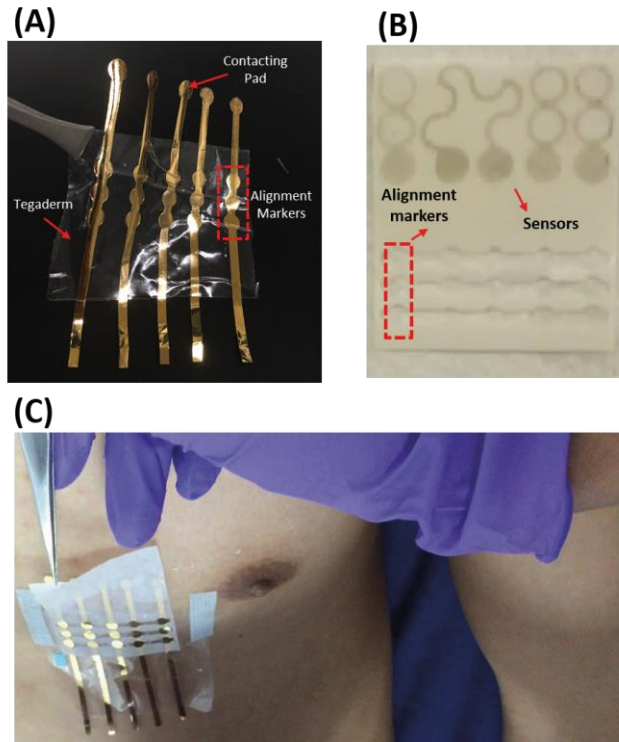 (A)
Contacting
Pad
Tegaderm
Alignment
Markers
(B)
Alignment
markers
Sensors
(C)